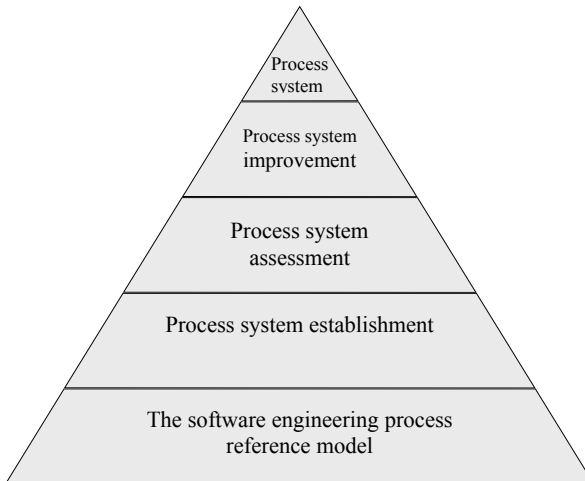 Process
system
Process system
improvement
Process system
assessment
Process system establishment
The software engineering process
reference model